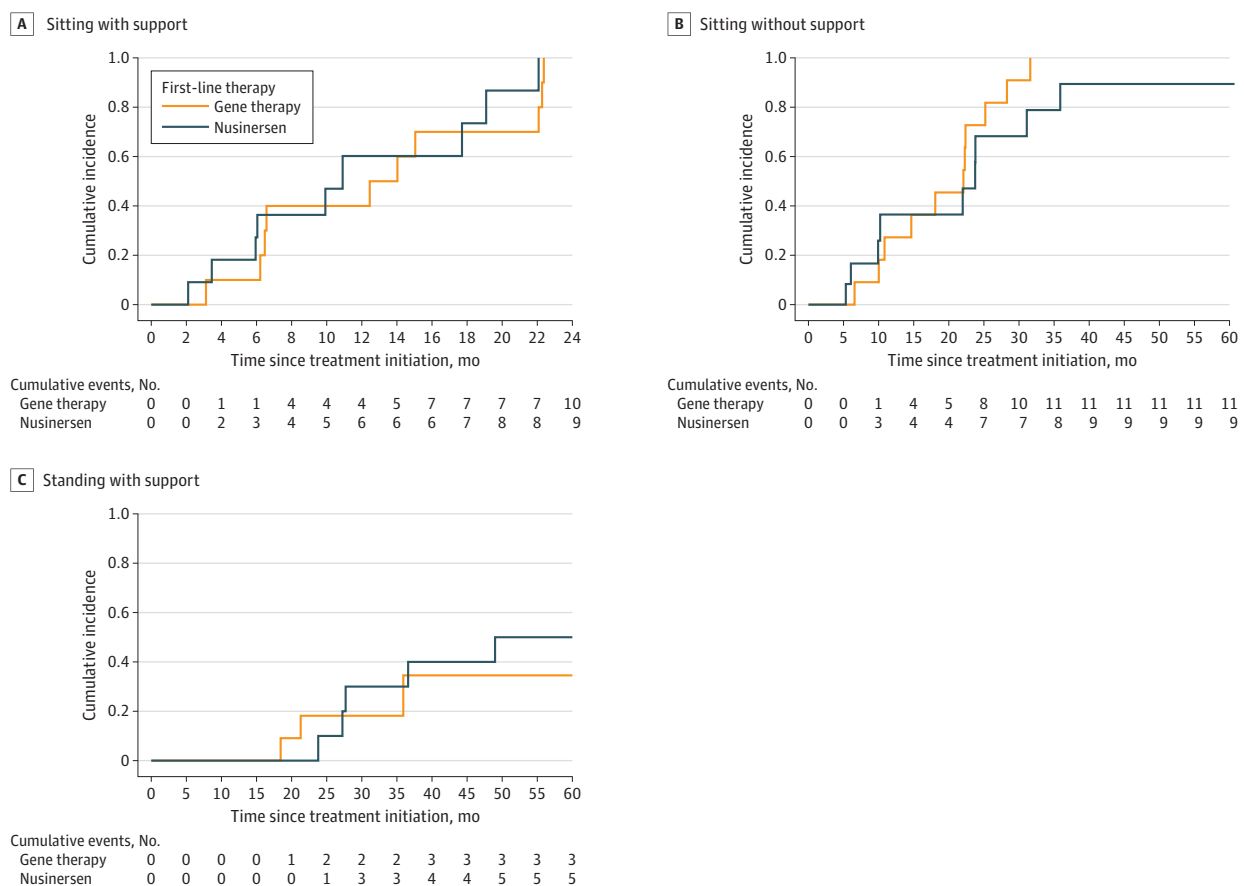 A Sitting with support
1.0
0.8
0.6
0.4
0.2
0
Cumulative incidence
First-line therapy
Gene therapy
Nusinersen
0 2 4 6 8 10 12 14 16 18 20 22 24
Time since treatment initiation, mo
Cumulative events, No.
Gene therapy 0 0 1 1 4 4 4 5 7 7 7 7 10
Nusinersen 0 0 2 3 4 5 6 6 6 7 8 8 9
B Sitting without support
1.0
0.8
0.6
0.4
0.2
0
Cumulative incidence
0 5 10 15 20 25 30 35 40 45 50 55 60
Time since treatment initiation, mo
Cumulative events, No.
Gene therapy 0 0 1 4 5 8 10 11 11 11 11 11 11
Nusinersen 0 0 3 4 4 7 7 8 9 9 9 9 9
C Standing with support
1.0
0.8
0.6
0.4
0.2
0
Cumulative incidence
0 5 10 15 20 25 30 35 40 45 50 55 60
Time since treatment initiation, mo
Cumulative events, No.
Gene therapy 0 0 0 0 1 2 2 2 3 3 3 3 3
Nusinersen 0 0 0 0 0 1 3 3 4 4 5 5 5